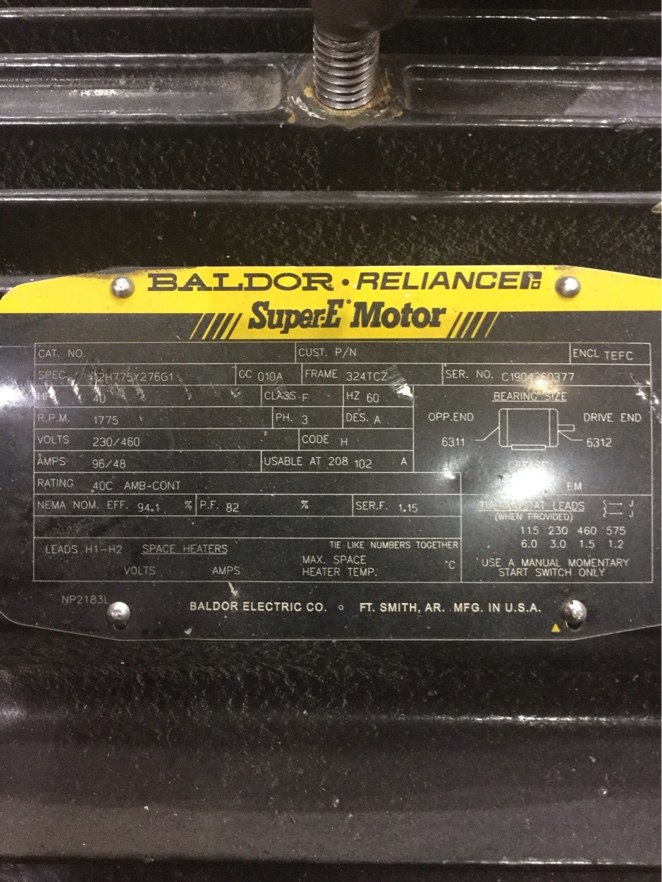 BALDOR · RELIANCE
Super-E Motor
CAT. NO. CUST. P/N ENCL TEFC
SPEC. CC 010A FRAME 324TCZ SER. NO.
40 CLASS F HZ 60 BEARING SIZE
R.P.M. 1775 PH. 3 DES. A OPP.END DRIVE END
VOLTS 230/460 CODE H 6311 6312
AMPS 96/48 USABLE AT 208 102 A
RATING 40C AMB-CONT EM
NEMA NOM. EFF. 94.1 % P.F. 82 % SER.F. 1.15
LEADS J
(WHEN PROVIDED) J
115 230 460 575
6.0 3.0 1.5 1.2
LEADS H1-H2 SPACE HEATERS TIE LIKE NUMBERS TOGETHER
VOLTS AMPS MAX. SPACE HEATER TEMP. °C
USE A MANUAL MOMENTARY
START SWITCH ONLY
NP2183L
BALDOR ELECTRIC CO. FT. SMITH, AR. MFG. IN U.S.A.